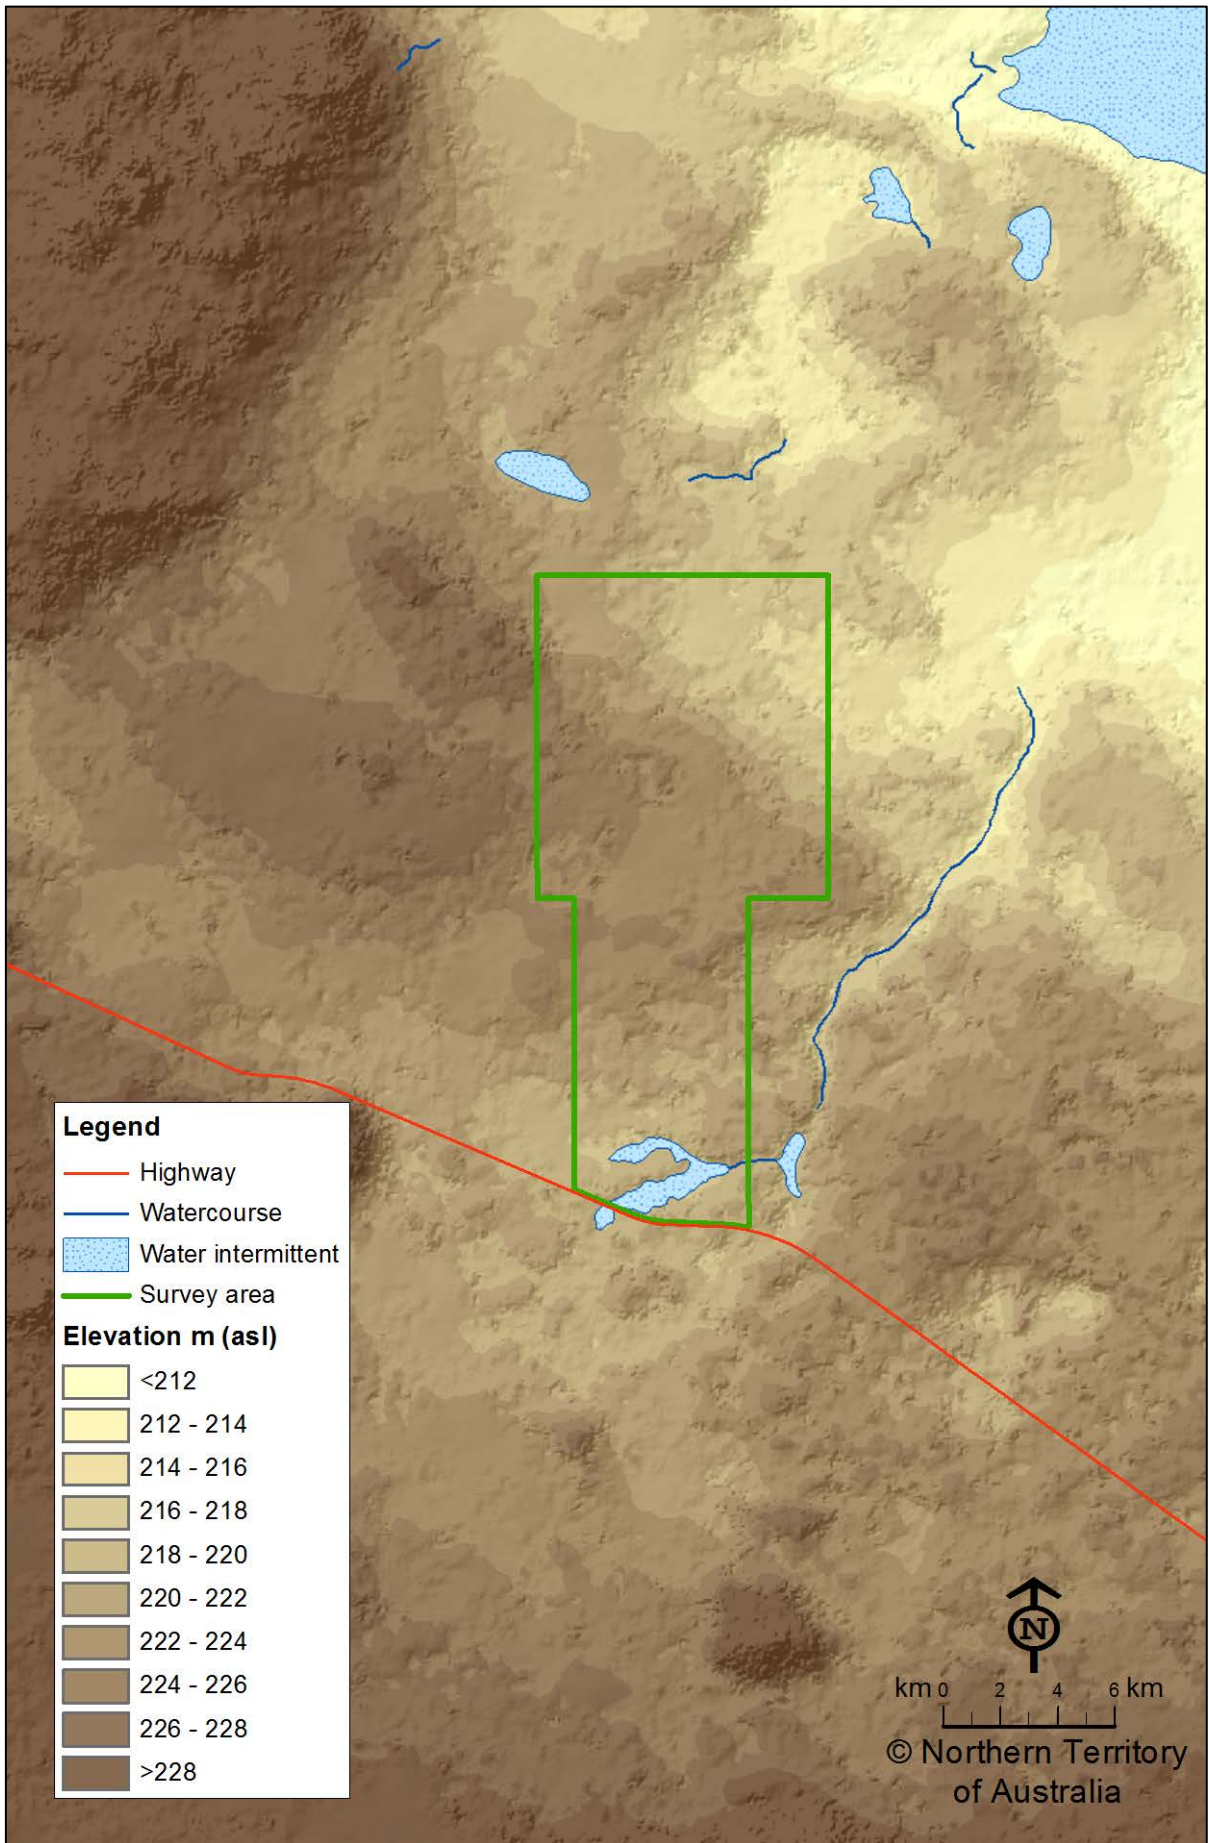 Legend
Highway
Watercourse
Water intermittent
Survey area
Elevation m (asl)
<212
212 - 214
214 - 216
216 - 218
218 - 220
220 - 222
222 - 224
224 - 226
226 - 228
>228
N
km 0 2 4 6 km
© Northern Territory
of Australia